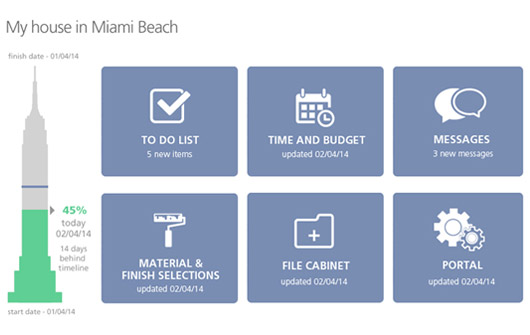 My house in Miami Beach
finish date - 01/04/14
45%
today
02/04/14
14 days
behind
timeline
start date - 01/04/14
TO DO LIST
5 new items
TIME AND BUDGET
updated 02/04/14
MESSAGES
3 new messages
MATERIAL &
FINISH SELECTIONS
updated 02/04/14
FILE CABINET
updated 02/04/14
PORTAL
updated 02/04/14